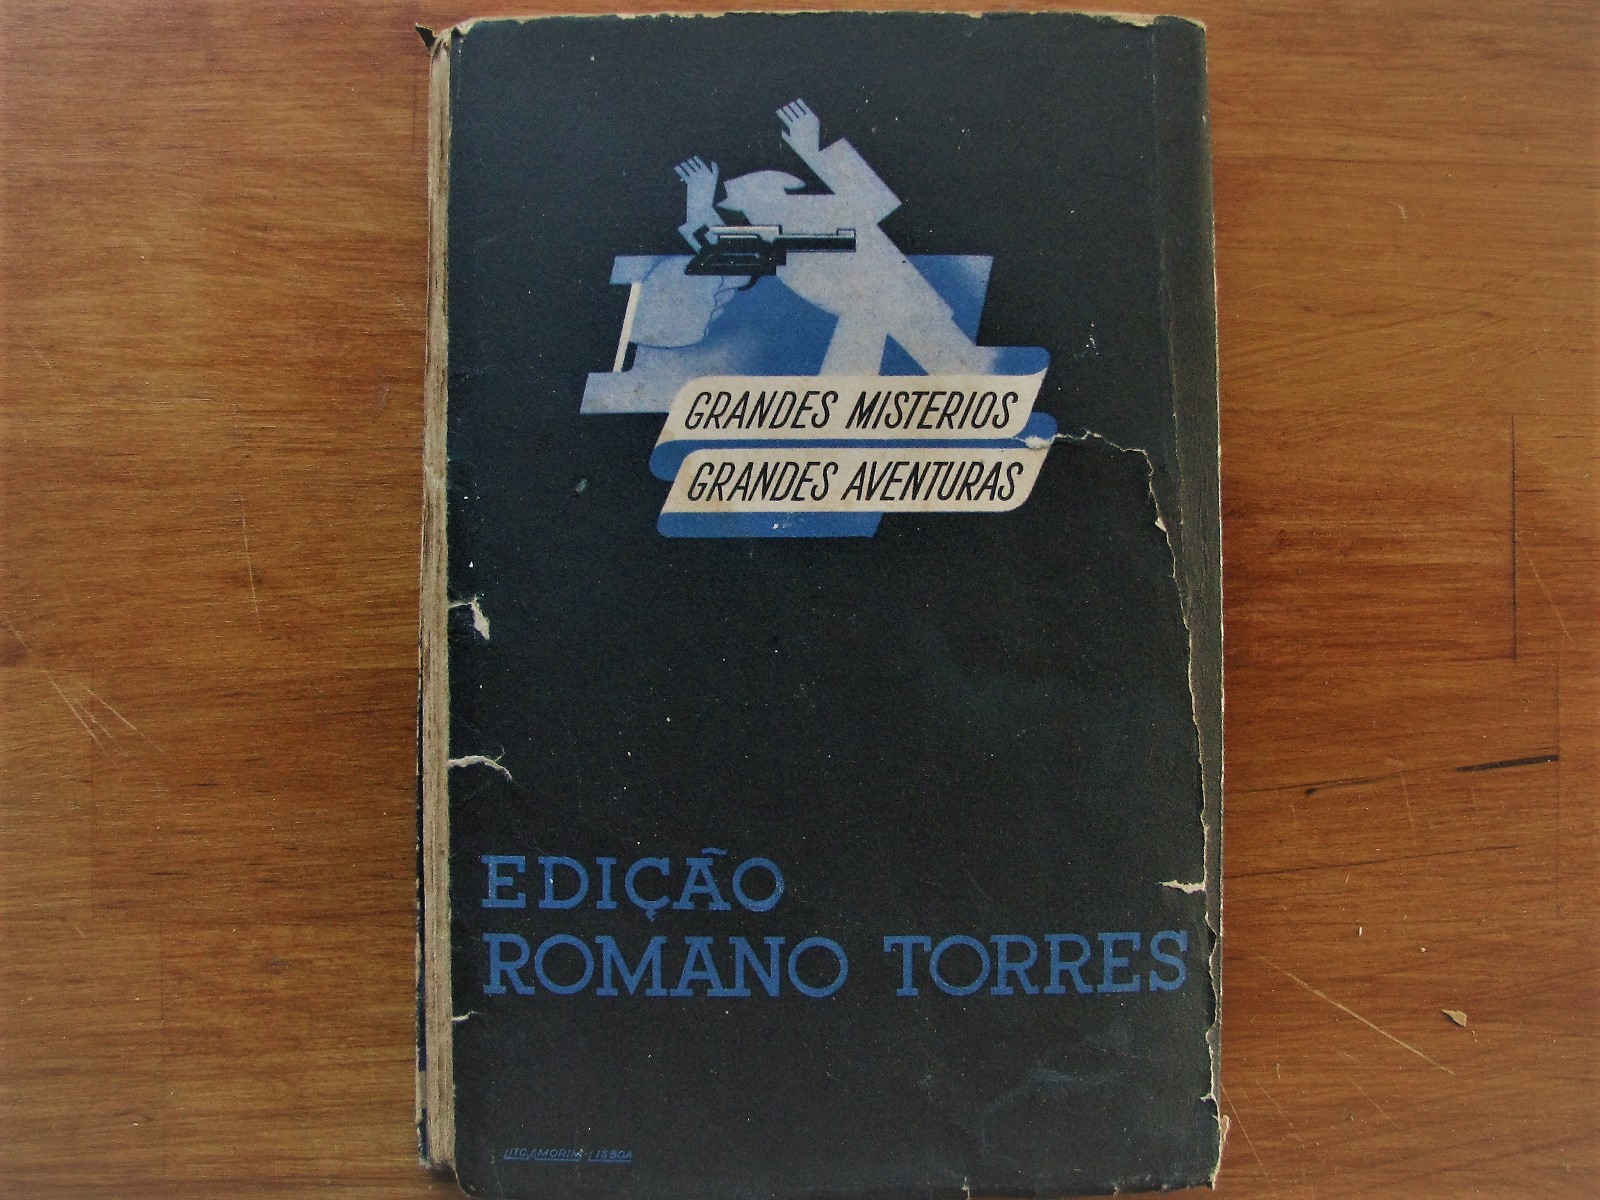 GRANDES MISTERIOS
GRANDES AVENTURAS
EDIÇÃO
ROMANO TORRES
LITO.AMORIM-LISBOA